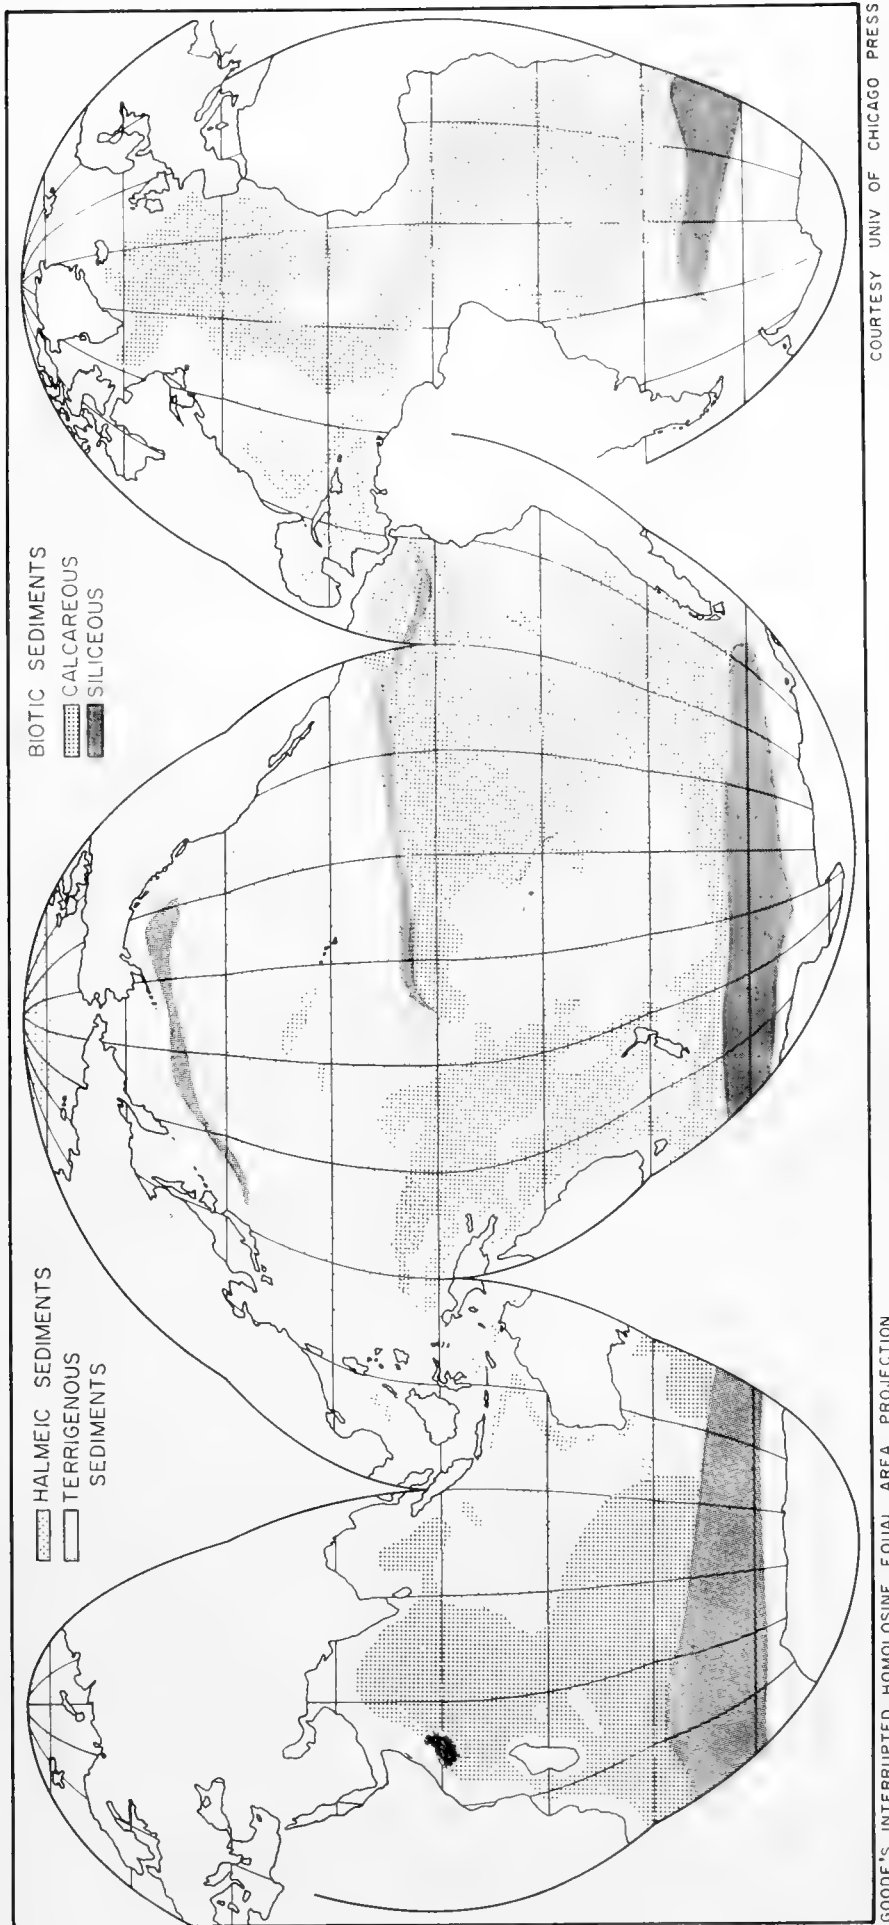 HALMEIC SEDIMENTS
TERRIGENOUS
SEDIMENTS
BIOTIC SEDIMENTS
CALCAREOUS
SILICEOUS
GOODE'S INTERRUPTED HOMOLOSINE EQUAL AREA PROJECTION
COURTESY UNIV OF CHICAGO PRESS